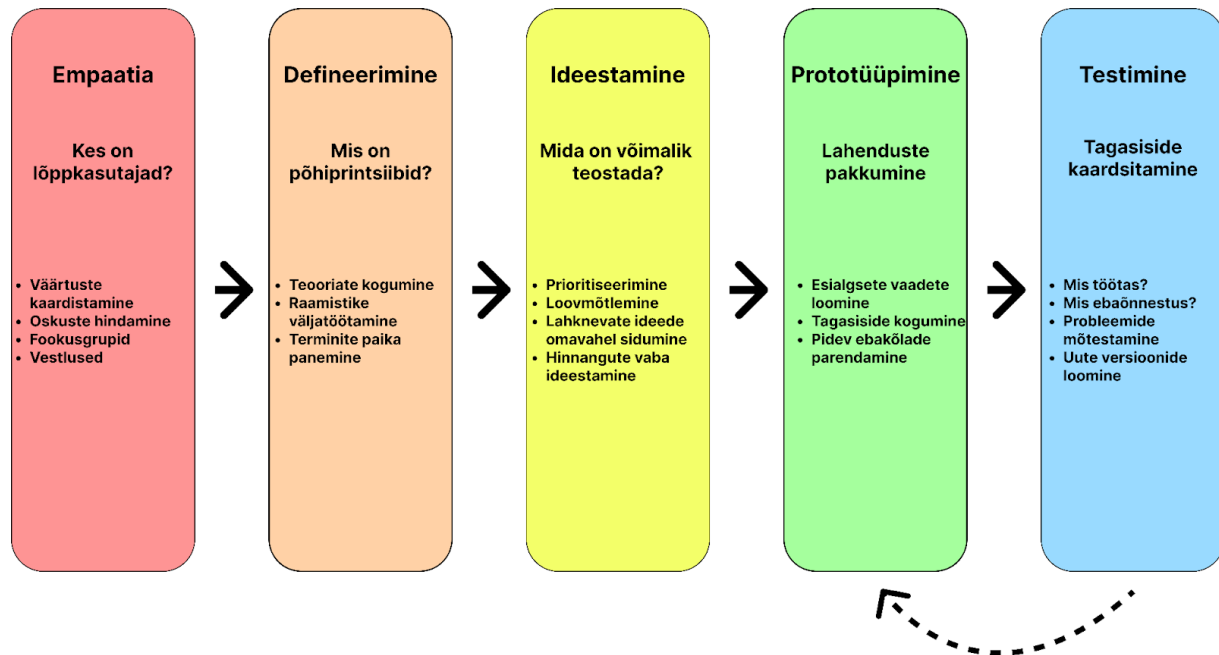 Empaatia
Kes on
lõppkasutajad?
• Väärtuste
kaardistamine
• Oskuste hindamine
• Fookusgrupid
• Vestlused
Defineerimine
Mis on
põhiprintsiibid?
• Teooriate kogumine
• Raamistike
väljatöötamine
• Terminite paika
panemine
Ideestamine
Mida on võimalik
teostada?
• Prioritiseerimine
• Loovmõtlemine
• Lahknevate ideede
omavahel sidumine
• Hinnangute vaba
ideestamine
Prototüüpimine
Lahenduste
pakkumine
• Esialgsete vaadete
loomine
• Tagasiside kogumine
• Pidev ebakõlade
parendamine
Testimine
Tagasiside
kaardsitamine
• Mis töötas?
• Mis ebaõnnestus?
• Probleemide
mõtestamine
• Uute versioonide
loomine